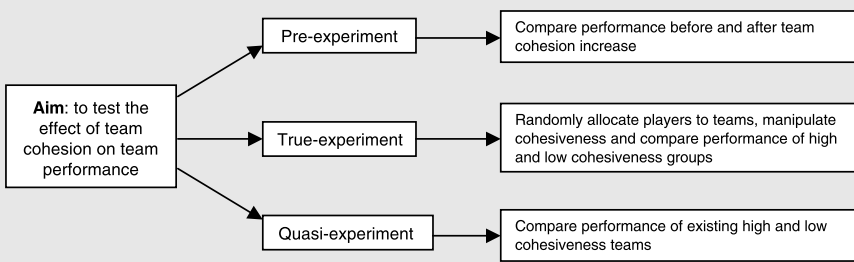 Pre-experiment
Compare performance before and after team
cohesion increase
Aim: to test the
effect of team
cohesion on team
performance
True-experiment
Randomly allocate players to teams, manipulate
cohesiveness and compare performance of high
and low cohesiveness groups
Quasi-experiment
Compare performance of existing high and low
cohesiveness teams